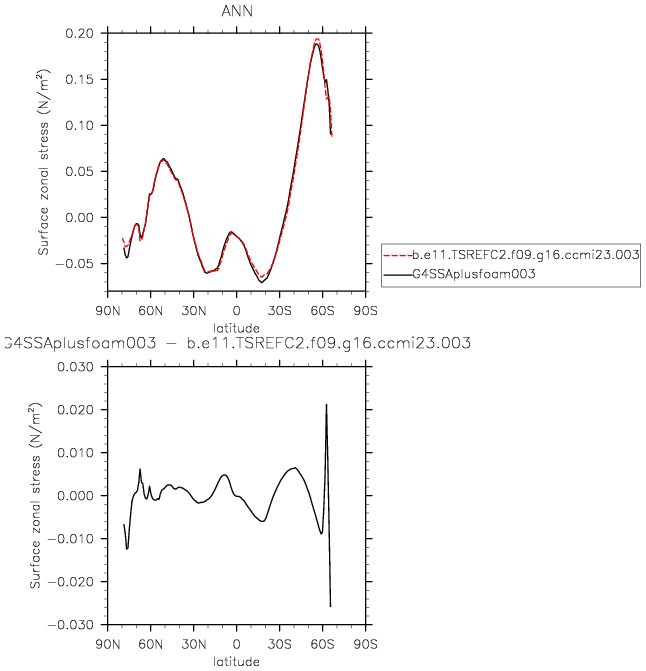 ANN
Surface zonal stress (N/m²)
0.20
0.15
0.10
0.05
0.00
−0.05
90N 60N 30N 0 30S 60S 90S
latitude
b.e11.TSREFC2.f09.g16.ccmi23.003
G4SSAplusfoam003
G4SSAplusfoam003 − b.e11.TSREFC2.f09.g16.ccmi23.003
Surface zonal stress (N/m²)
0.030
0.020
0.010
0.000
−0.010
−0.020
−0.030
90N 60N 30N 0 30S 60S 90S
latitude